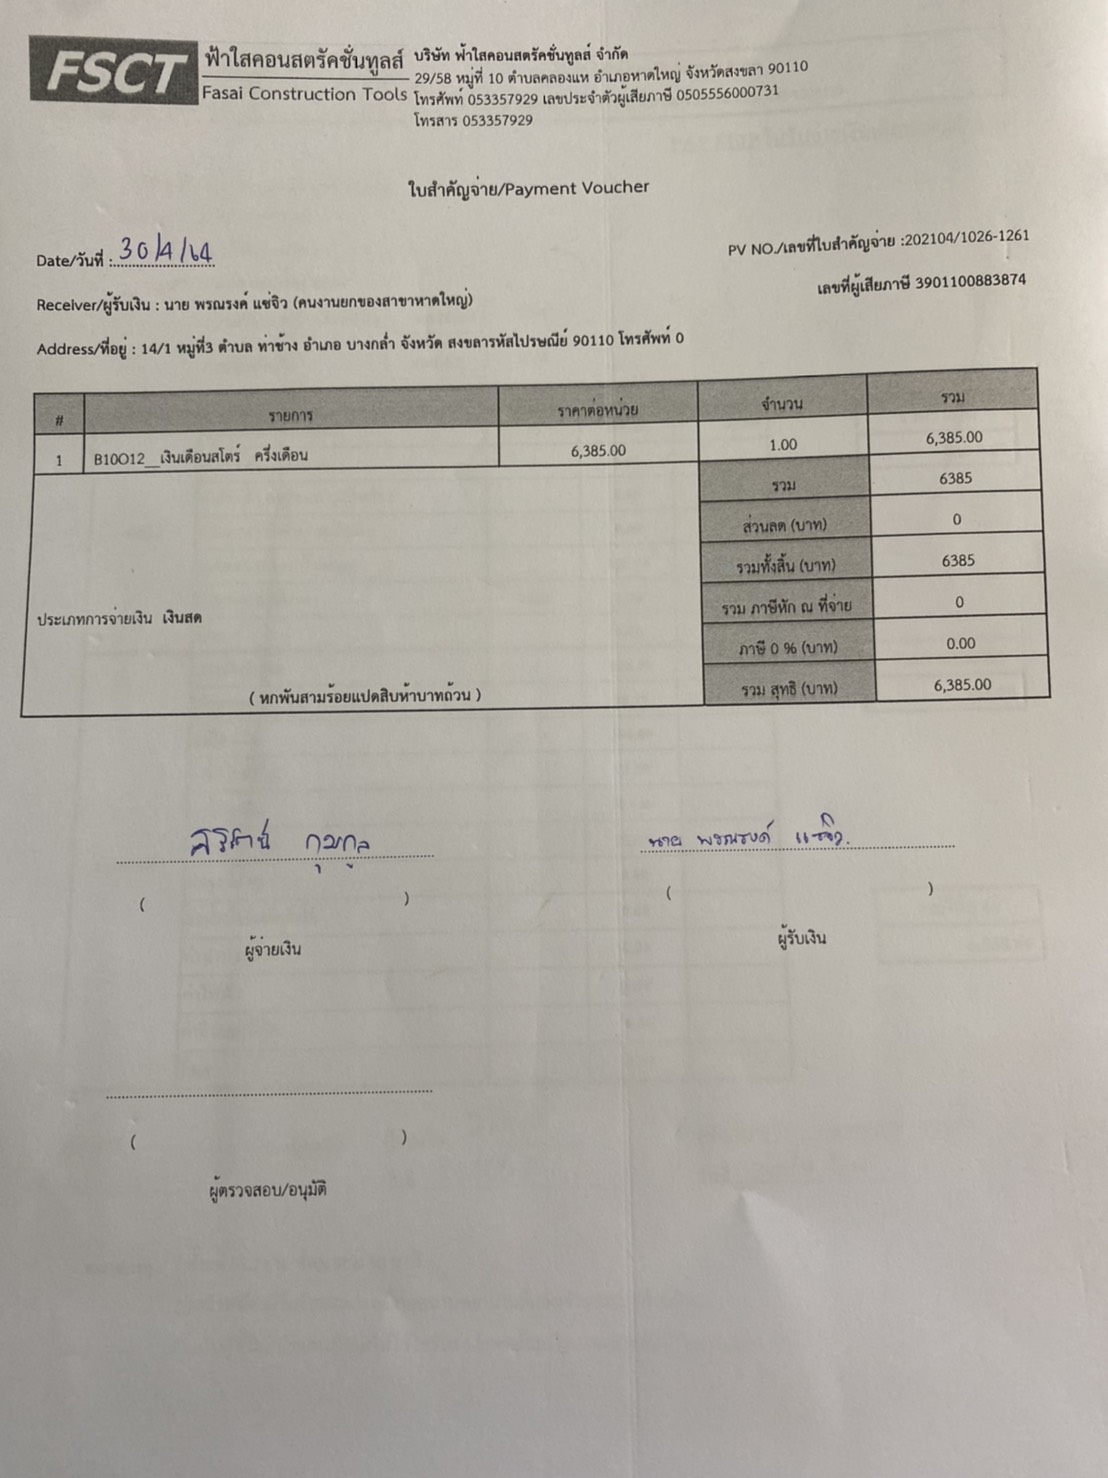 FSCT
ฟ้าใสคอนสตรัคชั่นทูลส์
Fasai Construction Tools
บริษัท ฟ้าใสคอนสตรัคชั่นทูลส์ จำกัด
29/58 หมู่ที่ 10 ตำบลคลองแห อำเภอหาดใหญ่ จังหวัดสงขลา 90110
โทรศัพท์ 053357929 เลขประจำตัวผู้เสียภาษี 0505556000731
โทรสาร 053357929
ใบสำคัญจ่าย/Payment Voucher
Date/วันที่ : 30/4/64
PV NO./เลขที่ใบสำคัญจ่าย :202104/1026-1261
เลขที่ผู้เสียภาษี 3901100883874
Receiver/ผู้รับเงิน : นาย พรณรงค์ แซ่จิว (คนงานยกของสาขาหาดใหญ่)
Address/ที่อยู่ : 14/1 หมู่ที่3 ตำบล ท่าช้าง อำเภอ บางกล่ำ จังหวัด สงขลารหัสไปรษณีย์ 90110 โทรศัพท์ 0
# รายการ ราคาต่อหน่วย จำนวน รวม
1 B10O12__เงินเดือนสโตร์ ครึ่งเดือน 6,385.00 1.00 6,385.00
รวม 6385
ส่วนลด (บาท) 0
รวมทั้งสิ้น (บาท) 6385
รวม ภาษีหัก ณ ที่จ่าย 0
ประเภทการจ่ายเงิน เงินสด
ภาษี 0 % (บาท) 0.00
( หกพันสามร้อยแปดสิบห้าบาทถ้วน ) รวม สุทธิ (บาท) 6,385.00
นาย พรณรงค์ แซ่จิว.
( ) ( )
ผู้จ่ายเงิน ผู้รับเงิน
( )
ผู้ตรวจสอบ/อนุมัติ